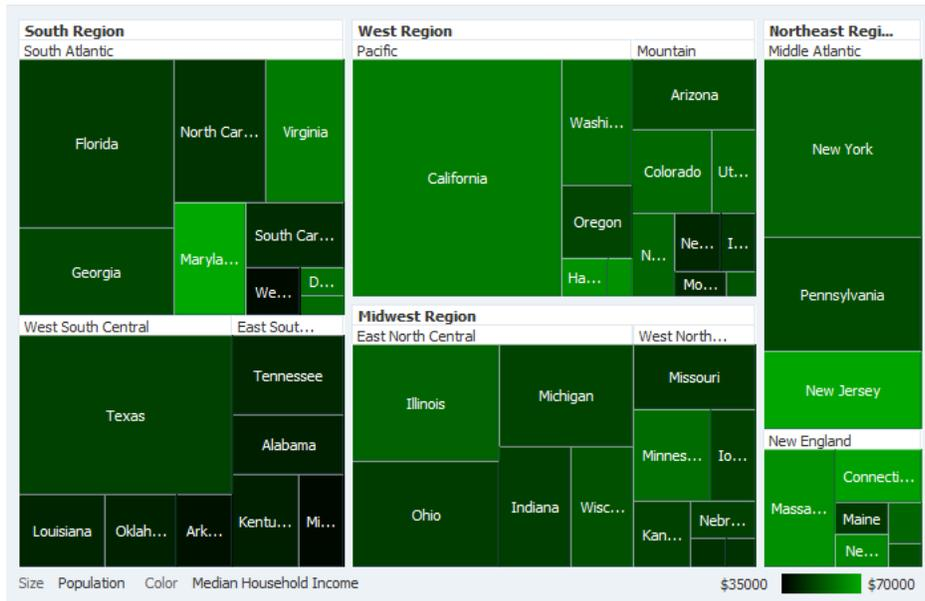 South Region
South Atlantic
Florida
North Car...
Virginia
Georgia
Maryla...
South Car...
We...
D...
West South Central
East Sout...
Texas
Tennessee
Alabama
Louisiana
Oklah...
Ark...
Kentu...
Mi...
West Region
Pacific
Mountain
California
Washi...
Oregon
Ha...
Arizona
Colorado
Ut...
N...
Ne...
I...
Mo...
Midwest Region
East North Central
West North...
Illinois
Michigan
Ohio
Indiana
Wisc...
Missouri
Minnes...
Io...
Kan...
Nebr...
Northeast Regi...
Middle Atlantic
New York
Pennsylvania
New Jersey
New England
Massa...
Connecti...
Maine
Ne...
Size Population Color Median Household Income $35000 $70000